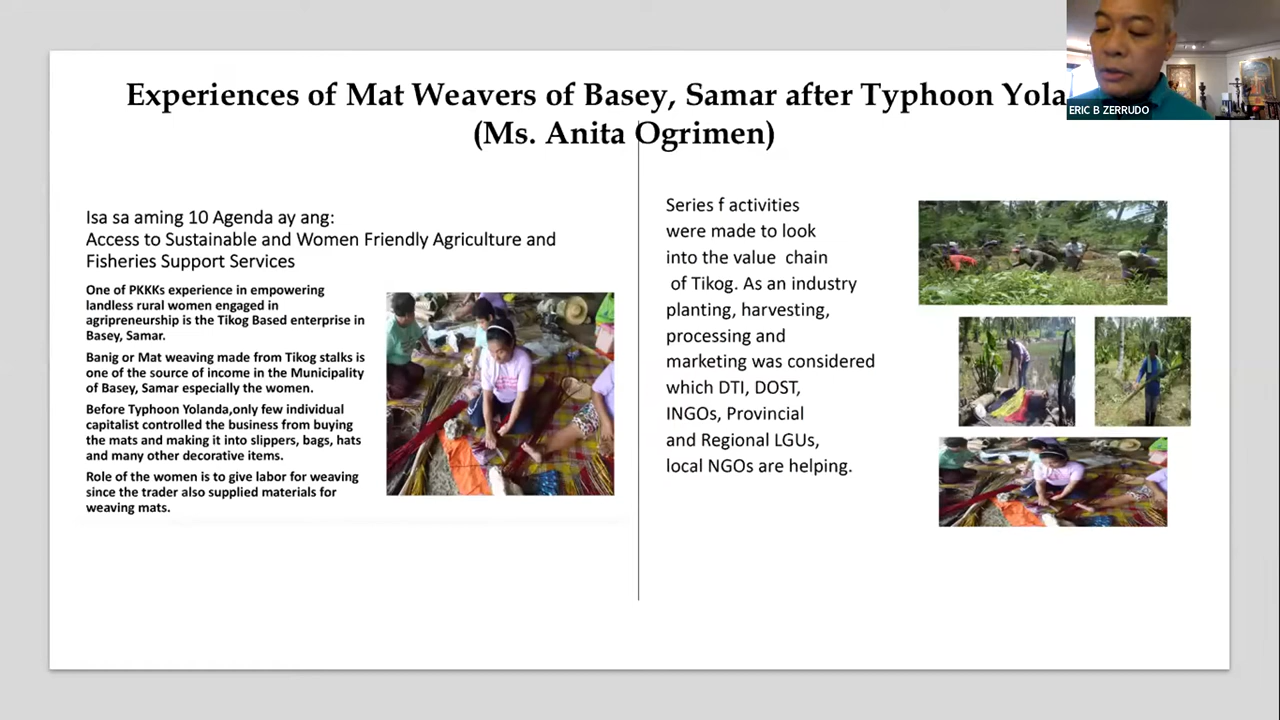 Experiences of Mat Weavers of Basey, Samar after Typhoon
(Ms. Anita Ogrimen)
ERIC B ZERRUDO
Isa sa aming 10 Agenda ay ang:
Access to Sustainable and Women Friendly Agriculture and
Fisheries Support Services
One of PKKKs experience in empowering
landless rural women engaged in
agripreneurship is the Tikog Based enterprise in
Basey, Samar.
Banig or Mat weaving made from Tikog stalks is
one of the source of income in the Municipality
of Basey, Samar especially the women.
Before Typhoon Yolanda,only few individual
capitalist controlled the business from buying
the mats and making it into slippers, bags, hats
and many other decorative items.
Role of the women is to give labor for weaving
since the trader also supplied materials for
weaving mats.
Series f activities
were made to look
into the value chain
of Tikog. As an industry
planting, harvesting,
processing and
marketing was considered
which DTI, DOST,
INGOs, Provincial
and Regional LGUs,
local NGOs are helping.